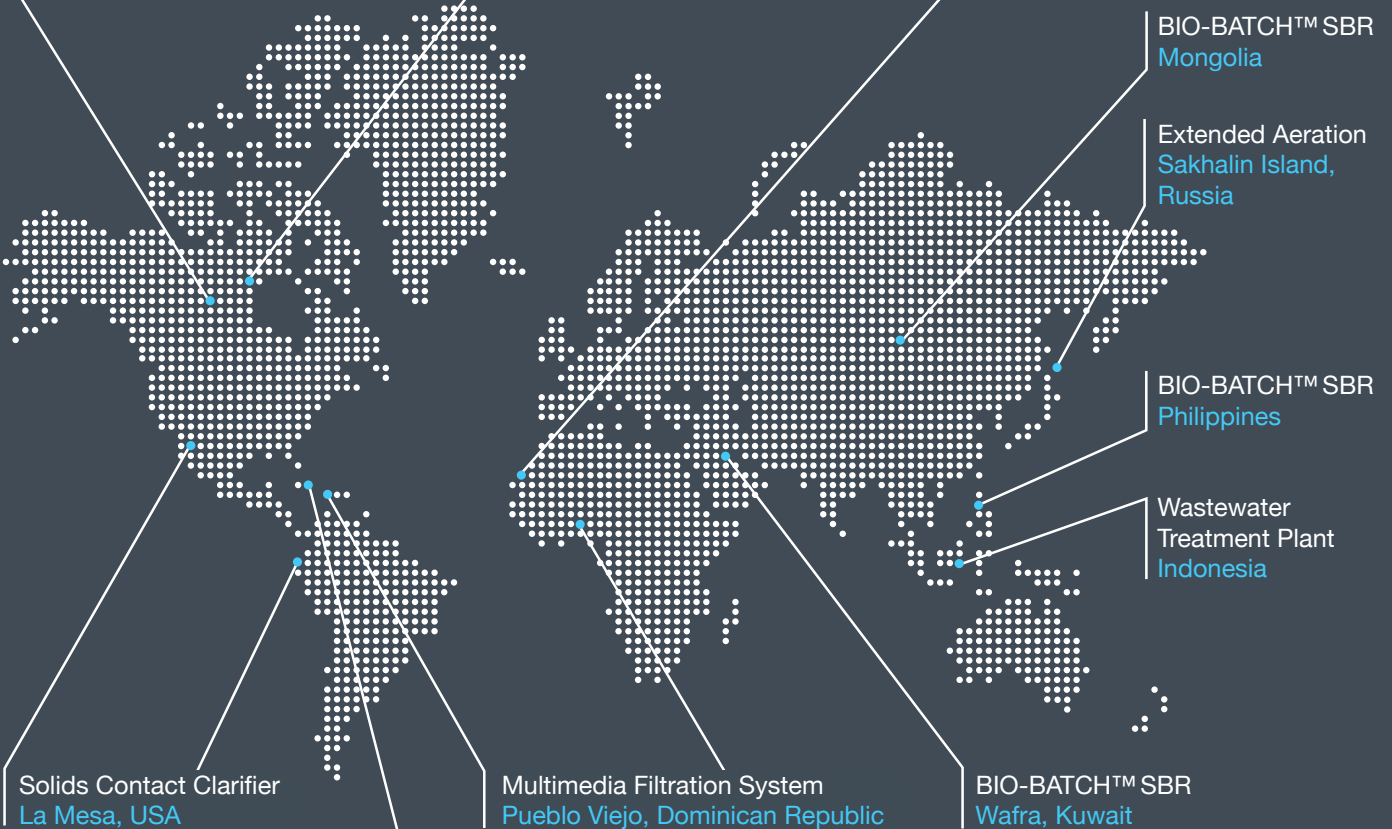 BIO-BATCH™ SBR
Mongolia
Extended Aeration
Sakhalin Island,
Russia
BIO-BATCH™ SBR
Philippines
Wastewater
Treatment Plant
Indonesia
Solids Contact Clarifier
La Mesa, USA
Multimedia Filtration System
Pueblo Viejo, Dominican Republic
BIO-BATCH™ SBR
Wafra, Kuwait